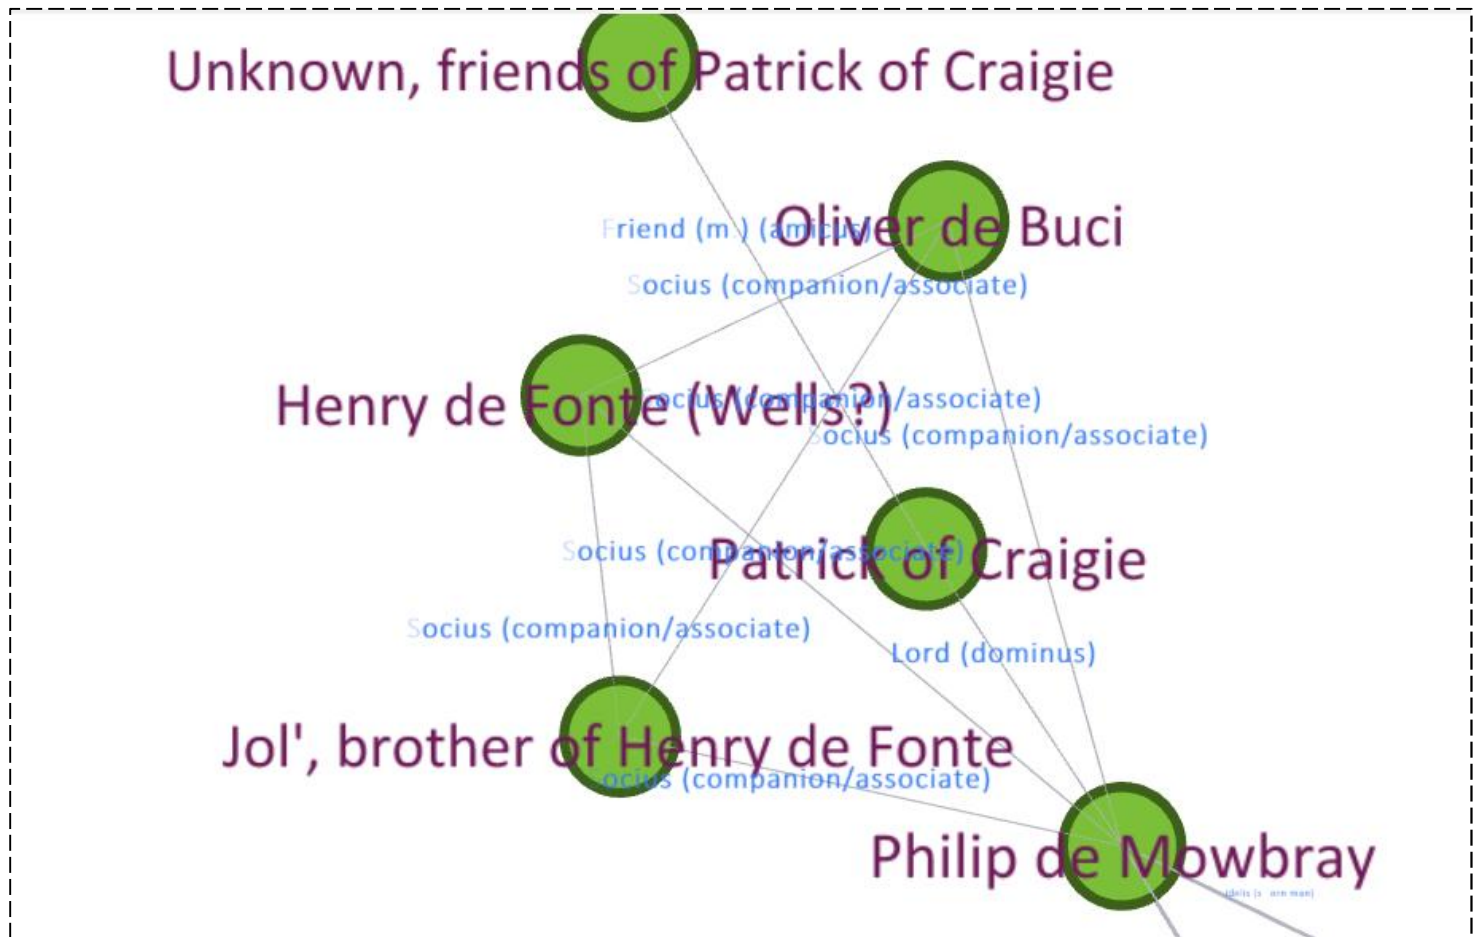 Unknown, friends of Patrick of Craigie
Oliver de Buci
Friend (m.) (amicus)
Socius (companion/associate)
Henry de Fonte (Wells?)
Socius (companion/associate)
Socius (companion/associate)
Socius (companion/associate)
Patrick of Craigie
Socius (companion/associate)
Lord (dominus)
Jol', brother of Henry de Fonte
Socius (companion/associate)
Philip de Mowbray